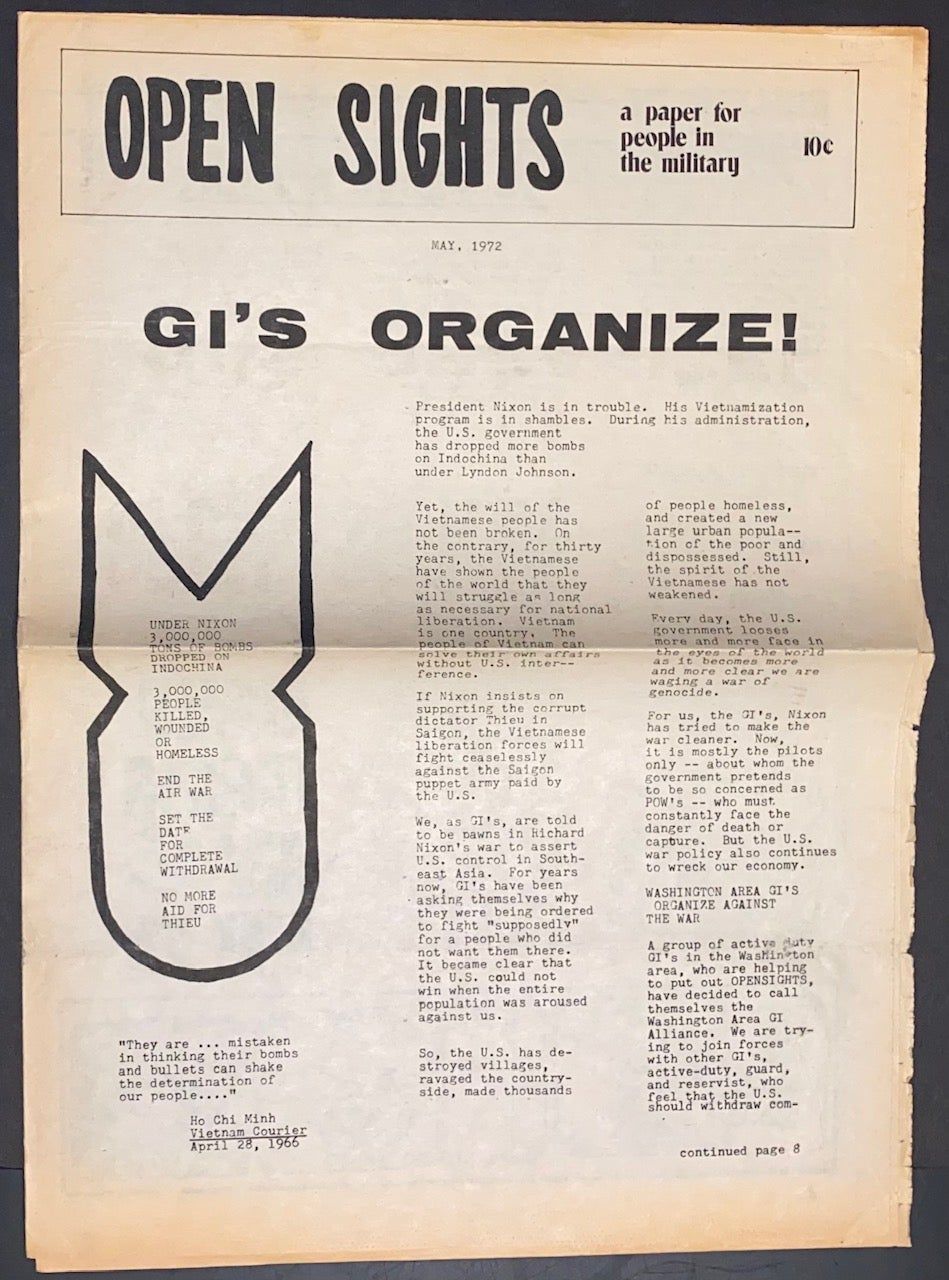 OPEN SIGHTS
a paper for
people in
the military
10¢
MAY, 1972
GI'S ORGANIZE!
UNDER NIXON
3,000,000
TONS OF BOMBS
DROPPED ON
INDOCHINA
3,000,000
PEOPLE
KILLED,
WOUNDED
OR
HOMELESS
END THE
AIR WAR
SET THE
DATE
FOR
COMPLETE
WITHDRAWAL
NO MORE
AID FOR
THIEU
"They are ... mistaken
in thinking their bombs
and bullets can shake
the determination of
our people...."
Ho Chi Minh
Vietnam Courier
April 28, 1966
President Nixon is in trouble. His Vietnamization
program is in shambles. During his administration,
the U.S. government
has dropped more bombs
on Indochina than
under Lyndon Johnson.
Yet, the will of the
Vietnamese people has
not been broken. On
the contrary, for thirty
years, the Vietnamese
have shown the people
of the world that they
will struggle as long
as necessary for national
liberation. Vietnam
is one country. The
people of Vietnam can
solve their own affairs
without U.S. inter--
ference.
If Nixon insists on
supporting the corrupt
dictator Thieu in
Saigon, the Vietnamese
liberation forces will
fight ceaselessly
against the Saigon
puppet army paid by
the U.S.
We, as GI's, are told
to be pawns in Richard
Nixon's war to assert
U.S. control in South-
east Asia. For years
now, GI's have been
asking themselves why
they were being ordered
to fight "supposedly"
for a people who did
not want them there.
It became clear that
the U.S. could not
win when the entire
population was aroused
against us.
So, the U.S. has de-
stroyed villages,
ravaged the country-
side, made thousands
of people homeless,
and created a new
large urban popula--
tion of the poor and
dispossessed. Still,
the spirit of the
Vietnamese has not
weakened.
Every day, the U.S.
government looses
more and more face in
the eyes of the world
as it becomes more
and more clear we are
waging a war of
genocide.
For us, the GI's, Nixon
has tried to make the
war cleaner. Now,
it is mostly the pilots
only -- about whom the
government pretends
to be so concerned as
POW's -- who must
constantly face the
danger of death or
capture. But the U.S.
war policy also continues
to wreck our economy.
WASHINGTON AREA GI'S
ORGANIZE AGAINST
THE WAR
A group of active duty
GI's in the Washington
area, who are helping
to put out OPENSIGHTS,
have decided to call
themselves the
Washington Area GI
Alliance. We are try-
ing to join forces
with other GI's,
active-duty, guard,
and reservist, who
feel that the U.S.
should withdraw com-
continued page 8